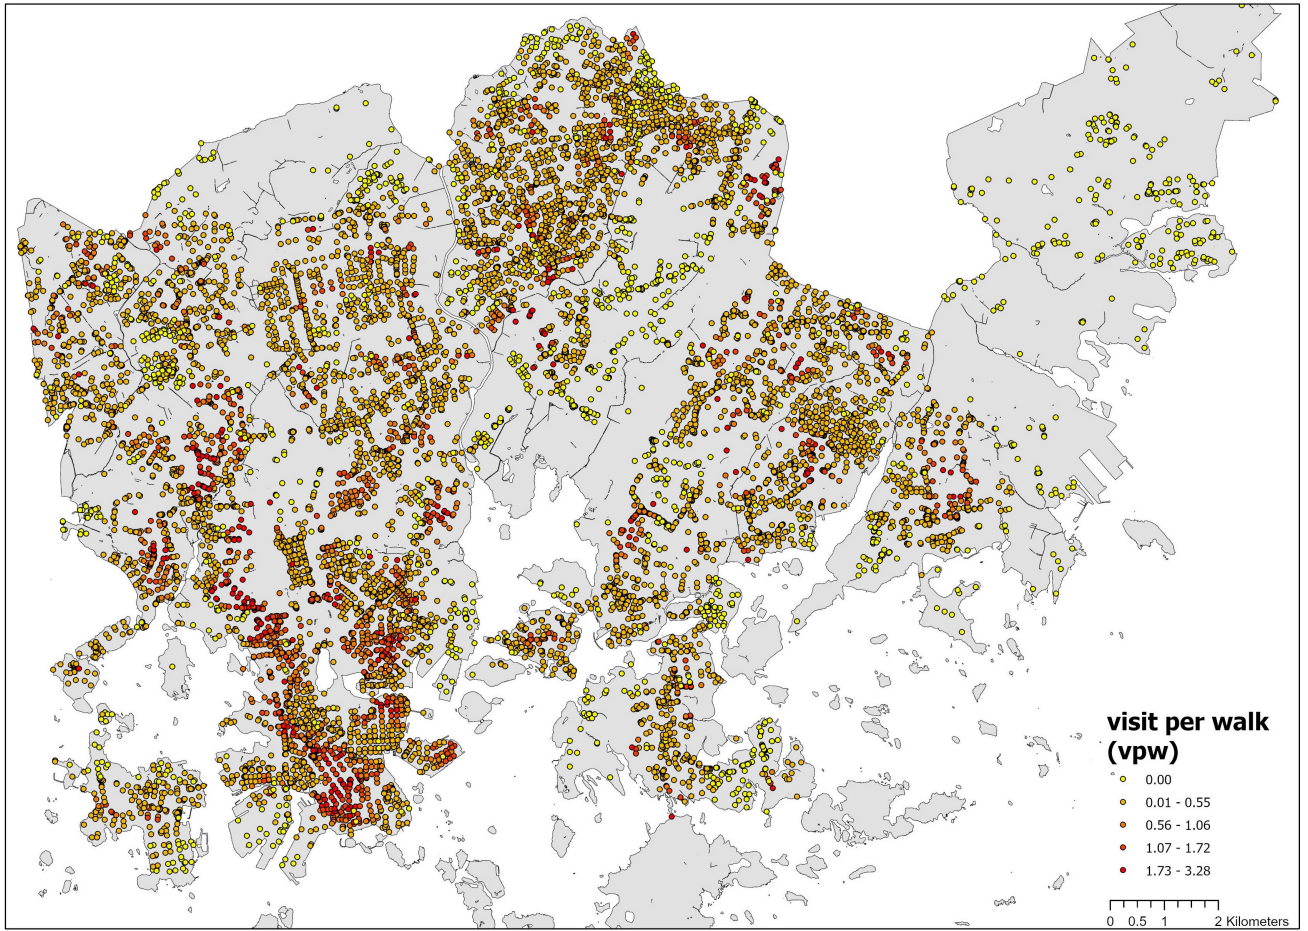 visit per walk
(vpw)
0.00
0.01 - 0.55
0.56 - 1.06
1.07 - 1.72
1.73 - 3.28
0 0.5 1 2 Kilometers